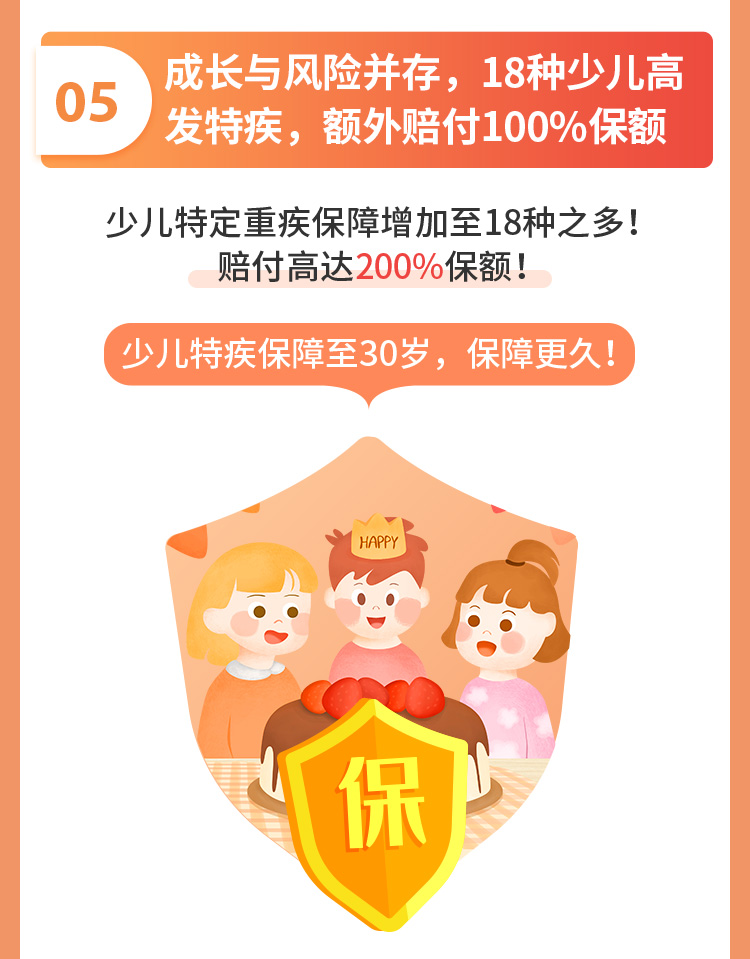 05
成长与风险并存，18种少儿高
发特疾，额外赔付100%保额
少儿特定重疾保障增加至18种之多！
赔付高达200%保额！
少儿特疾保障至30岁，保障更久！
HAPPY
保